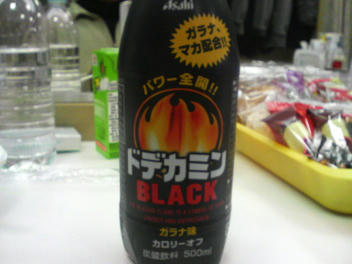 Asahi
ガラナ、
マカ配合!!
パワー全開!!
ドデカミン
BLACK
ガラナ味
カロリーオフ
炭酸飲料 500ml